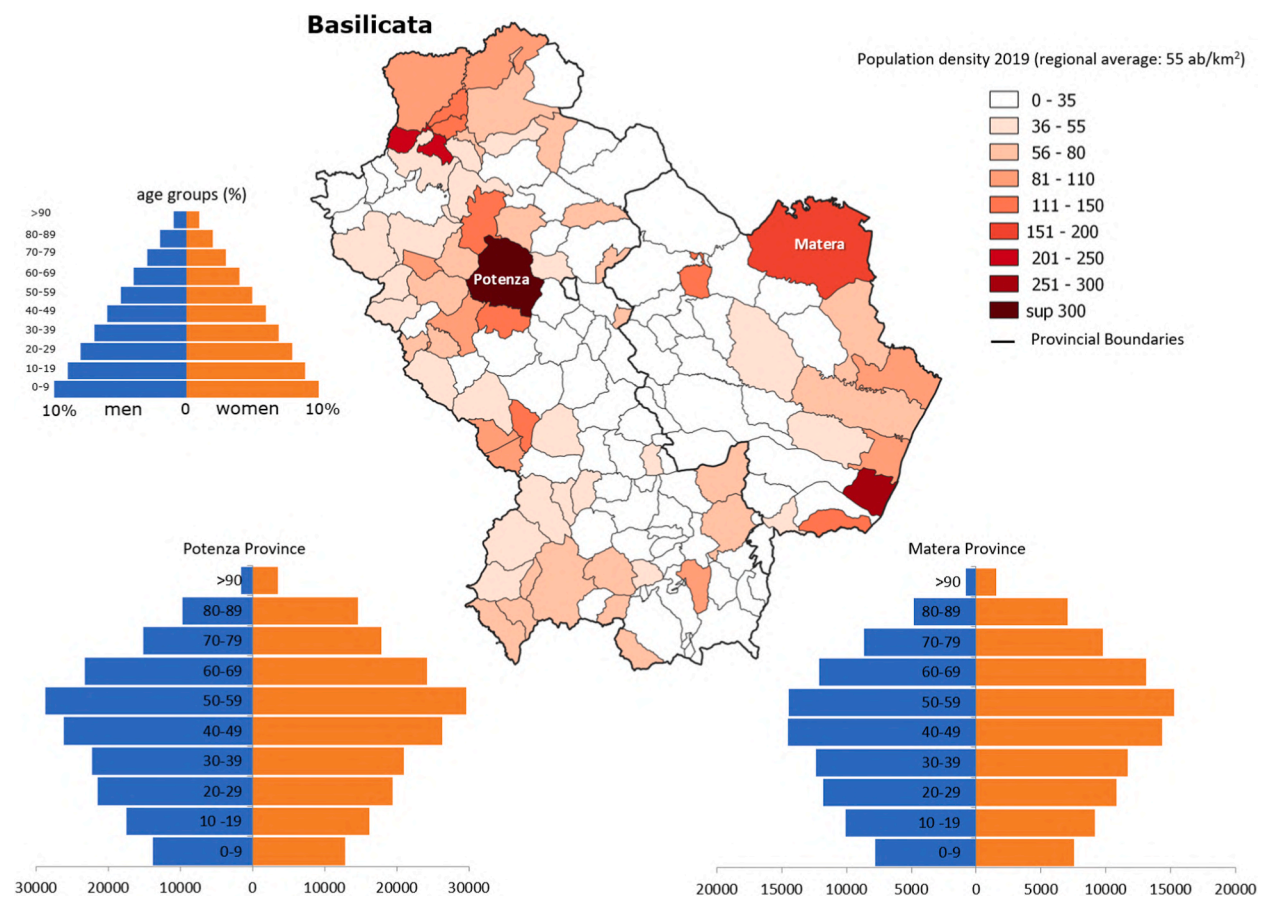 Basilicata
Population density 2019 (regional average: 55 ab/km²)
0 - 35
36 - 55
56 - 80
81 - 110
111 - 150
151 - 200
201 - 250
251 - 300
sup 300
Provincial Boundaries
Matera
Potenza
age groups (%)
>90
80-89
70-79
60-69
50-59
40-49
30-39
20-29
10-19
0-9
10% men 0 women 10%
Potenza Province
>90
80-89
70-79
60-69
50-59
40-49
30-39
20-29
10 -19
0-9
30000 20000 10000 0 10000 20000 30000
Matera Province
>90
80-89
70-79
60-69
50-59
40-49
30-39
20-29
10 -19
0-9
20000 15000 10000 5000 0 5000 10000 15000 20000